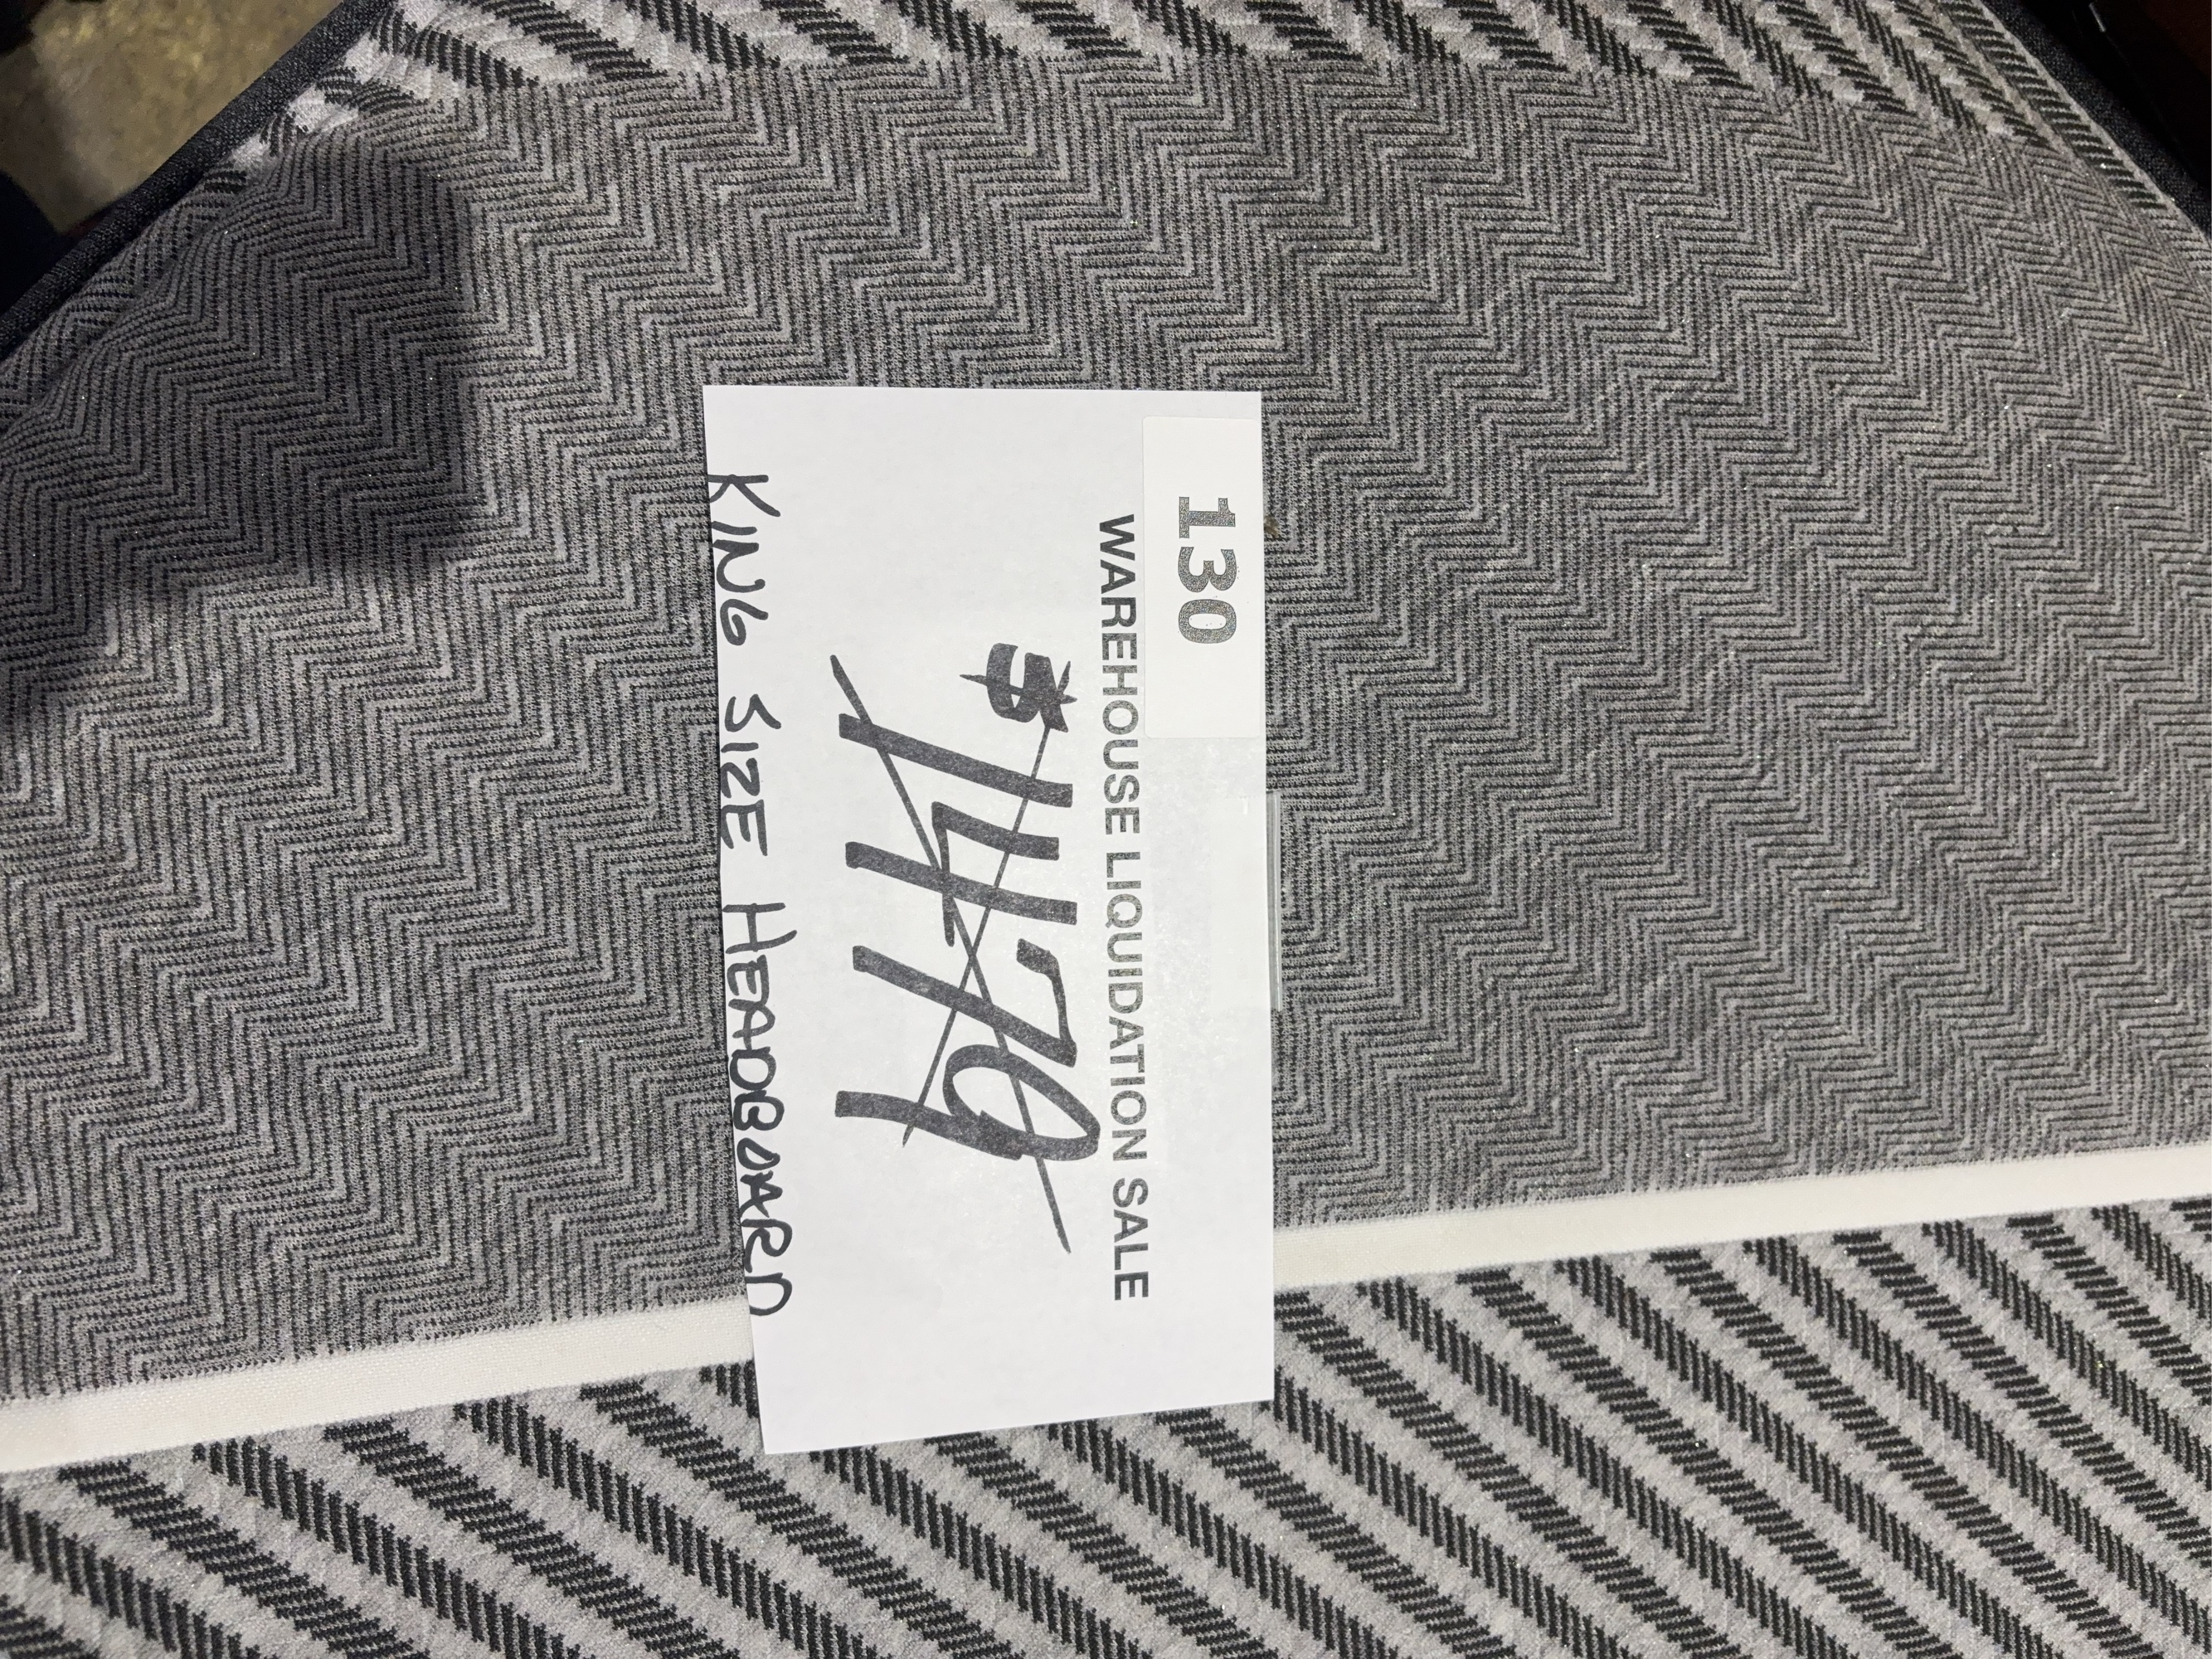 130
WAREHOUSE LIQUIDATION SALE
$1479
KING SIZE HEADBOARD